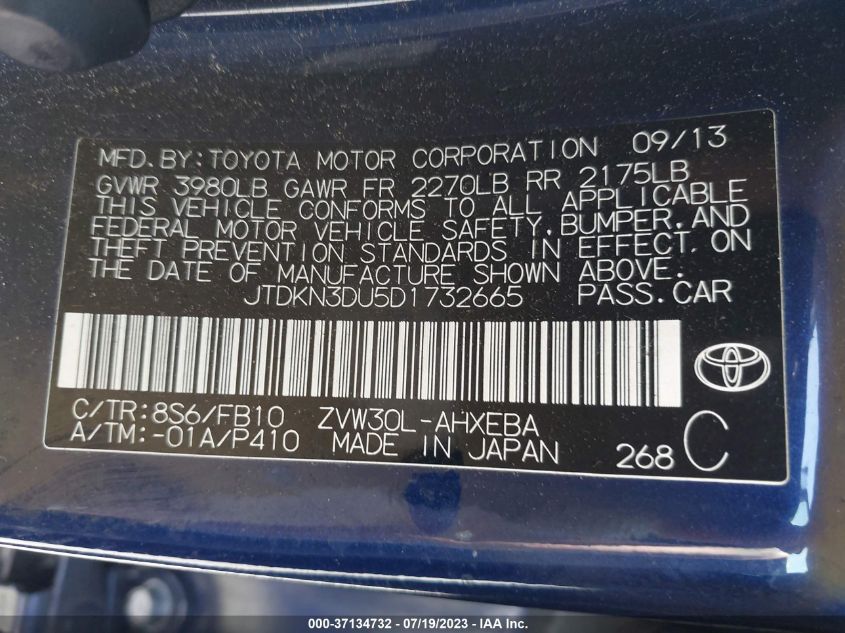 MFD. BY: TOYOTA MOTOR CORPORATION 09/13
GVWR 3980LB GAWR FR 2270LB RR 2175LB
THIS VEHICLE CONFORMS TO ALL APPLICABLE
FEDERAL MOTOR VEHICLE SAFETY, BUMPER, AND
THEFT PREVENTION STANDARDS IN EFFECT ON
THE DATE OF MANUFACTURE SHOWN ABOVE.
JTDKN3DU5D1732665 PASS. CAR
C/TR: 8S6/FB10 ZVW30L-AHXEBA
A/TM: -01A/P410 MADE IN JAPAN 268 C
000-37134732 - 07/19/2023 - IAA Inc.